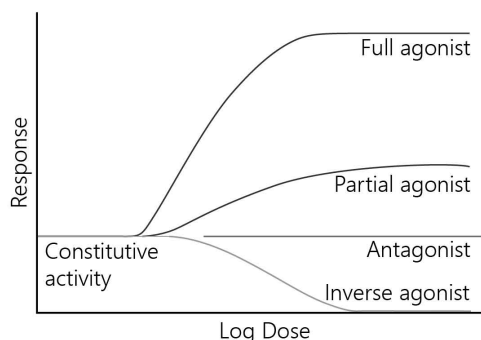 Full agonist
Response
Partial agonist
Constitutive
activity
Antagonist
Inverse agonist
Log Dose